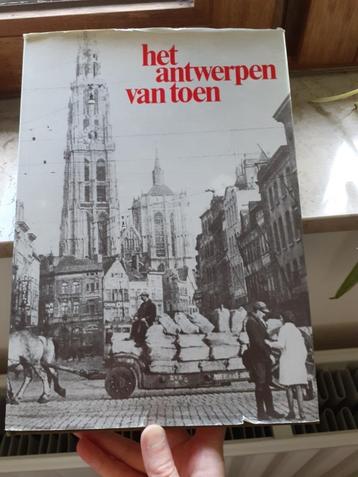 het
antwerpen
van toen